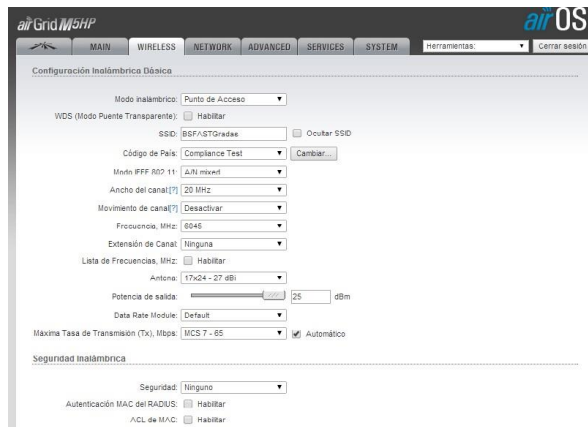 airGrid M5HP
airOS
MAIN WIRELESS NETWORK ADVANCED SERVICES SYSTEM Herramientas: Cerrar sesión
Configuración Inalámbrica Básica
Modo inalámbrico: Punto de Acceso
WDS (Modo Puente Transparente): Habilitar
SSID: BSFASTGradas Ocultar SSID
Código de País: Compliance Test Cambiar...
Modo IEEE 802.11: A/N mixed
Ancho del canal:[?] 20 MHz
Movimiento de canal[?] Desactivar
Frecuencia, MHz: 6045
Extensión de Canal: Ninguna
Lista de Frecuencias, MHz: Habilitar
Antena: 17x24 - 27 dBi
Potencia de salida: 25 dBm
Data Rate Module: Default
Máxima Tasa de Transmisión (Tx), Mbps: MCS 7 - 65 Automático
Seguridad Inalámbrica
Seguridad: Ninguno
Autenticación MAC del RADIUS: Habilitar
ACL de MAC: Habilitar